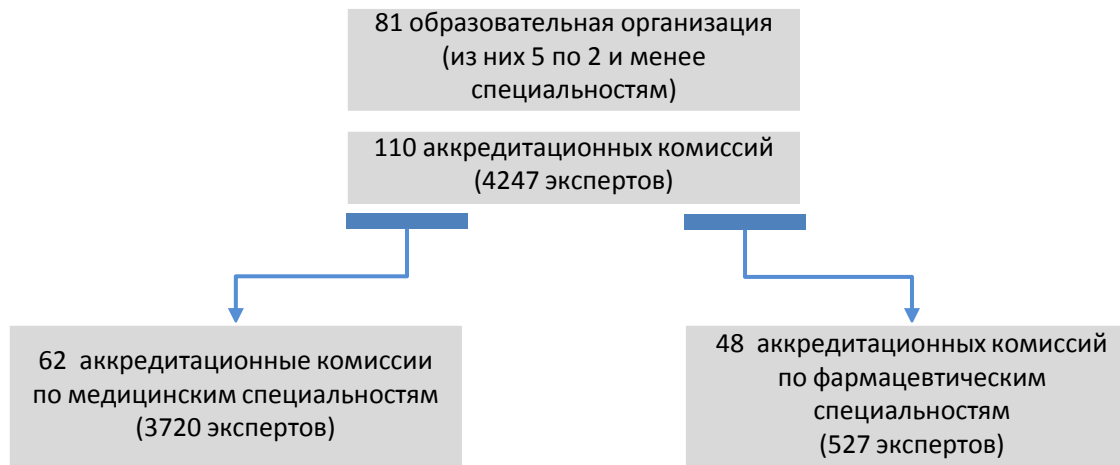 81 образовательная организация
(из них 5 по 2 и менее
специальностям)
110 аккредитационных комиссий
(4247 экспертов)
62 аккредитационные комиссии
по медицинским специальностям
(3720 экспертов)
48 аккредитационных комиссий
по фармацевтическим
специальностям
(527 экспертов)